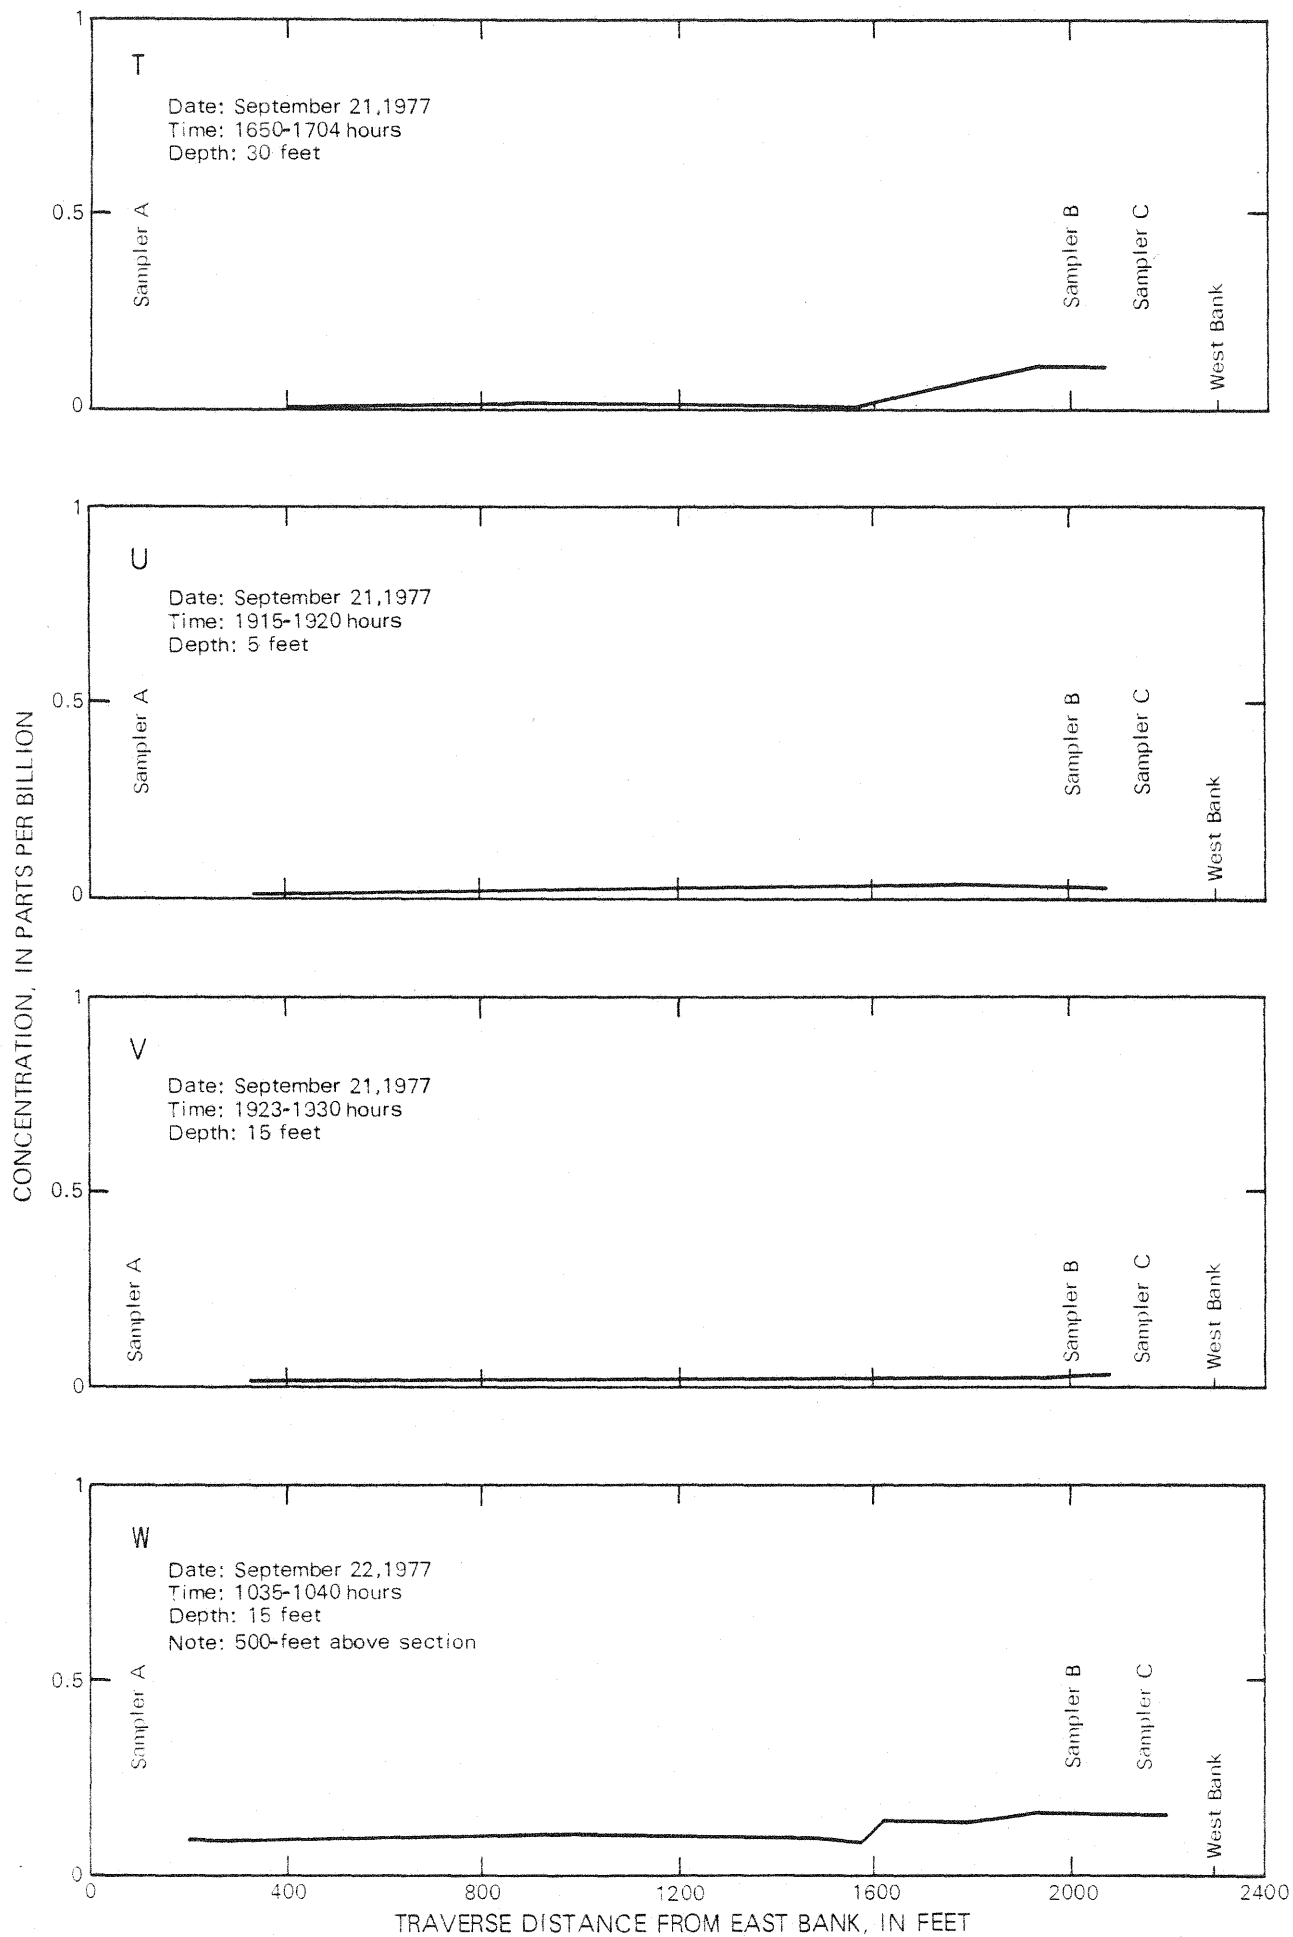 1
T
Date: September 21,1977
Time: 1650-1704 hours
Depth: 30 feet
0.5
Sampler A
Sampler B
Sampler C
West Bank
0
1
U
Date: September 21,1977
Time: 1915-1920 hours
Depth: 5 feet
0.5
Sampler A
Sampler B
Sampler C
West Bank
0
CONCENTRATION, IN PARTS PER BILLION
1
V
Date: September 21,1977
Time: 1923-1930 hours
Depth: 15 feet
0.5
Sampler A
Sampler B
Sampler C
West Bank
0
1
W
Date: September 22,1977
Time: 1035-1040 hours
Depth: 15 feet
Note: 500-feet above section
0.5
Sampler A
Sampler B
Sampler C
West Bank
0
0 400 800 1200 1600 2000 2400
TRAVERSE DISTANCE FROM EAST BANK, IN FEET